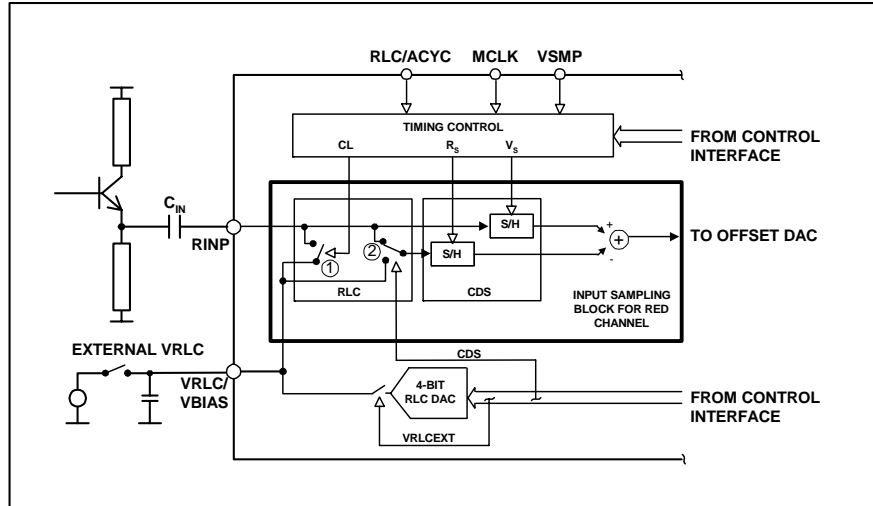 RLC/ACYC MCLK VSMP
TIMING CONTROL
CL RS VS
FROM CONTROL
INTERFACE
CIN
RINP
S/H
S/H
+
+
-
TO OFFSET DAC
1
2
RLC
CDS
INPUT SAMPLING
BLOCK FOR RED
CHANNEL
EXTERNAL VRLC
VRLC/
VBIAS
CDS
4-BIT
RLC DAC
VRLCEXT
FROM CONTROL
INTERFACE